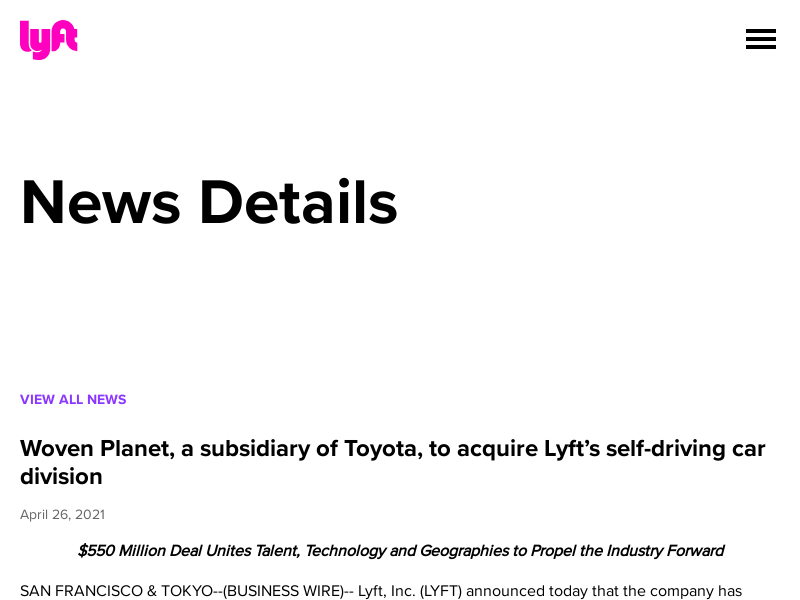 lyft
News Details
VIEW ALL NEWS
Woven Planet, a subsidiary of Toyota, to acquire Lyft’s self-driving car
division
April 26, 2021
$550 Million Deal Unites Talent, Technology and Geographies to Propel the Industry Forward
SAN FRANCISCO & TOKYO--(BUSINESS WIRE)-- Lyft, Inc. (LYFT) announced today that the company has